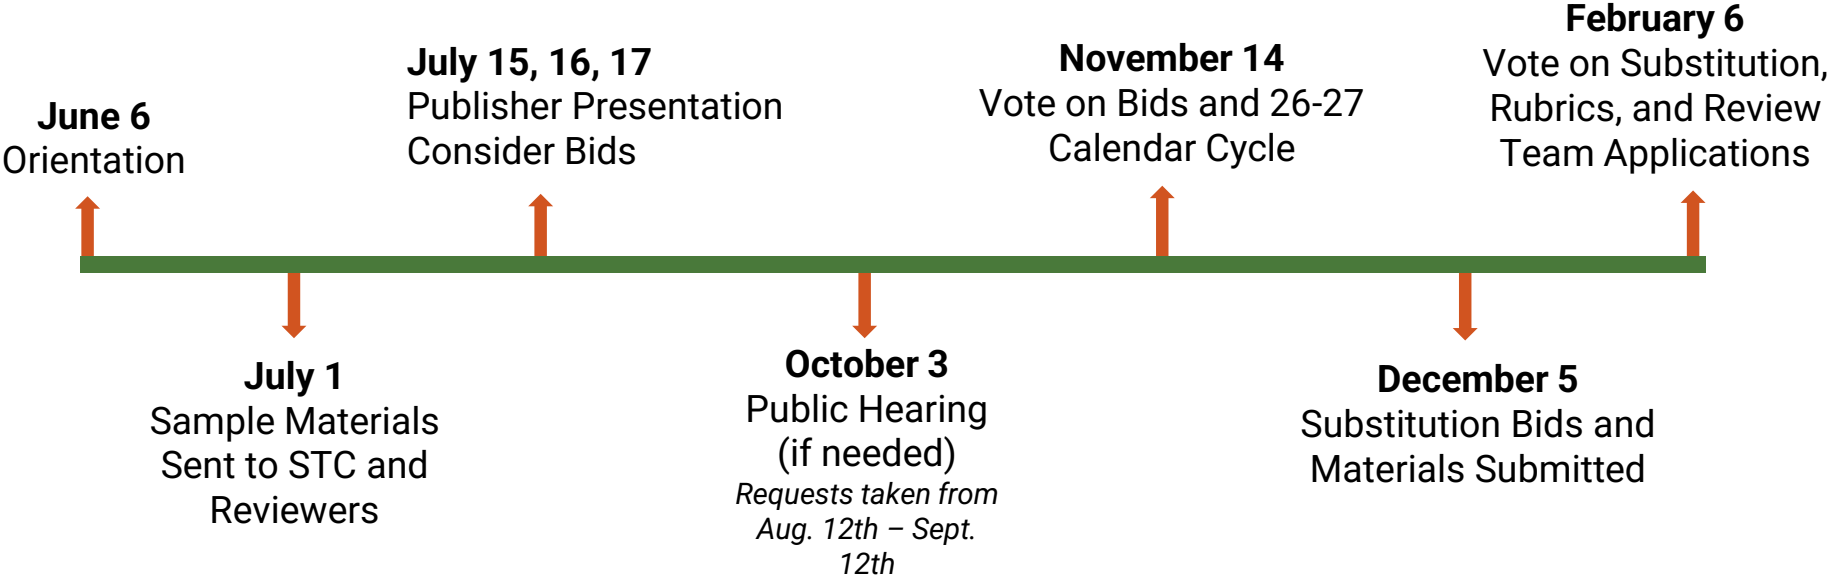 June 6
Orientation
July 1
Sample Materials
Sent to STC and
Reviewers
July 15, 16, 17
Publisher Presentation
Consider Bids
October 3
Public Hearing
(if needed)
Requests taken from
Aug. 12th – Sept.
12th
November 14
Vote on Bids and 26-27
Calendar Cycle
December 5
Substitution Bids and
Materials Submitted
February 6
Vote on Substitution,
Rubrics, and Review
Team Applications